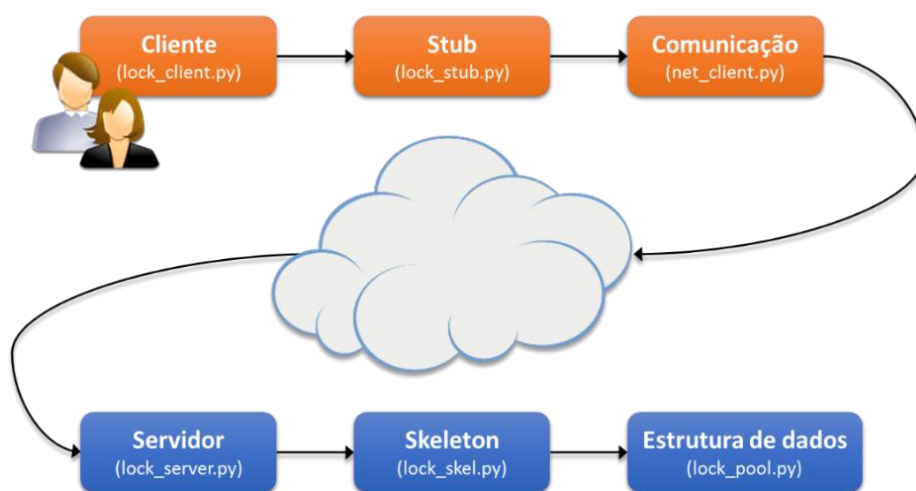 Cliente
(lock_client.py)
Stub
(lock_stub.py)
Comunicação
(net_client.py)
Servidor
(lock_server.py)
Skeleton
(lock_skel.py)
Estrutura de dados
(lock_pool.py)